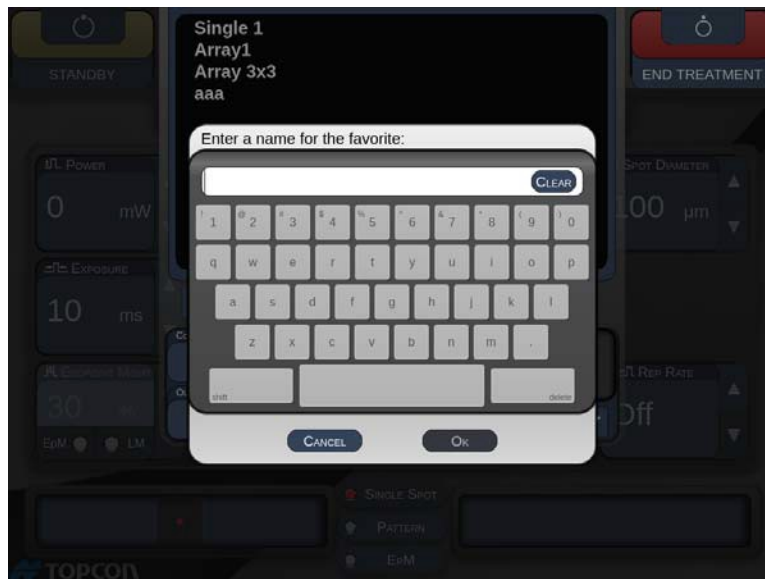 Single 1
Array1
Array 3x3
aaa
STANDBY
END TREATMENT
Enter a name for the favorite:
CLEAR
POWER
0 mW
SPOT DIAMETER
100 µm
! 1 @ 2 # 3 $ 4 % 5 ^ 6 & 7 * 8 ( 9 ) 0
q w e r t y u i o p
EXPOSURE
10 ms
a s d f g h j k l
z x c v b n m .
REP RATE
Off
30
shift delete
EpM LM
CANCEL OK
SINGLE SPOT
PATTERN
EPM
TOPCON